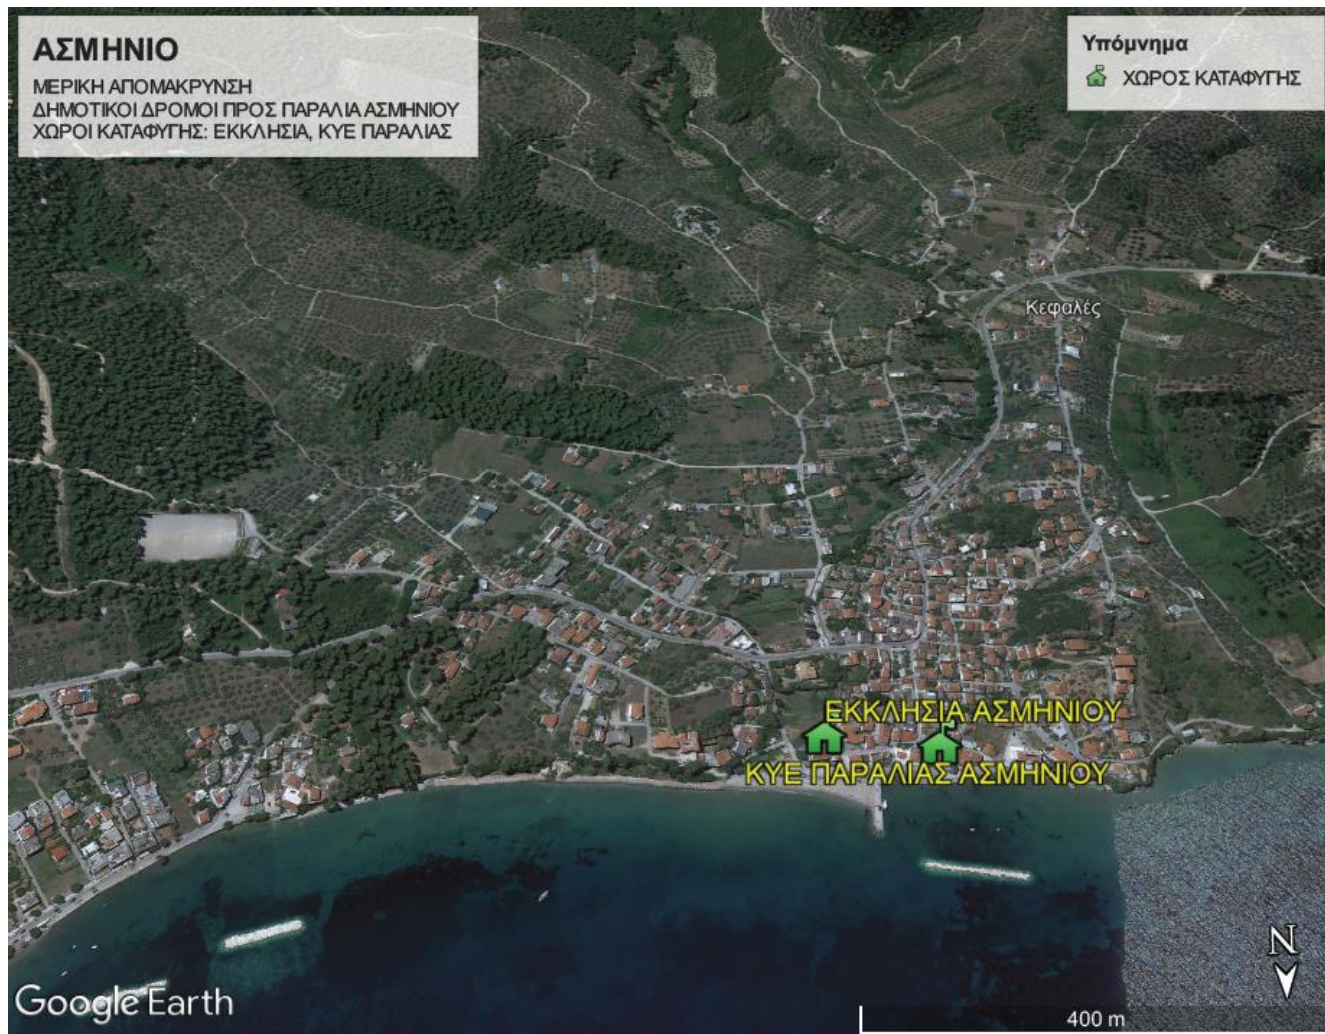 ΑΣΜΗΝΙΟ
ΜΕΡΙΚΗ ΑΠΟΜΑΚΡΥΝΣΗ
ΔΗΜΟΤΙΚΟΙ ΔΡΟΜΟΙ ΠΡΟΣ ΠΑΡΑΛΙΑ ΑΣΜΗΝΙΟΥ
ΧΩΡΟΙ ΚΑΤΑΦΥΓΗΣ: ΕΚΚΛΗΣΙΑ, ΚΥΕ ΠΑΡΑΛΙΑΣ
Υπόμνημα
ΧΩΡΟΣ ΚΑΤΑΦΥΓΗΣ
Κεφαλές
ΕΚΚΛΗΣΙΑ ΑΣΜΗΝΙΟΥ
ΚΥΕ ΠΑΡΑΛΙΑΣ ΑΣΜΗΝΙΟΥ
N
Google Earth
400 m